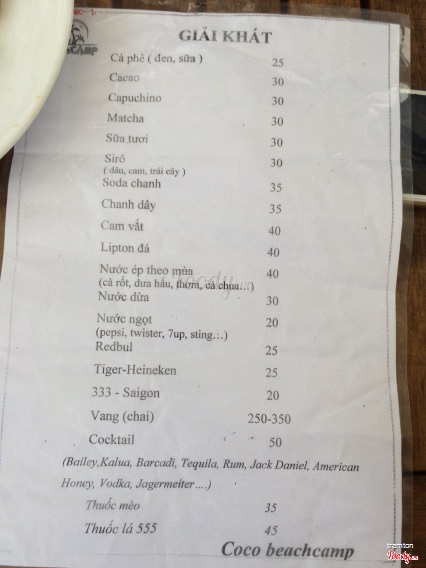 CAMP
GIẢI KHÁT
Cà phê ( đen, sữa ) 25
Cacao 30
Capuchino 30
Matcha 30
Sữa tươi 30
Sirô 30
( dâu, cam, trái cây )
Soda chanh 35
Chanh dây 35
Cam vắt 40
Lipton đá 40
Nước ép theo mùa 40
(cà rốt, dưa hấu, thơm, cà chua...)
Nước dừa 30
Nước ngọt 20
(pepsi, twister, 7up, sting...)
Redbul 25
Tiger-Heineken 25
333 - Saigon 20
Vang (chai) 250-350
Cocktail 50
(Bailey,Kalua, Barcadi, Tequila, Rum, Jack Daniel, American
Honey, Vodka, Jagermeiter….)
Thuốc mèo 35
Thuốc lá 555 45
Coco beachcamp